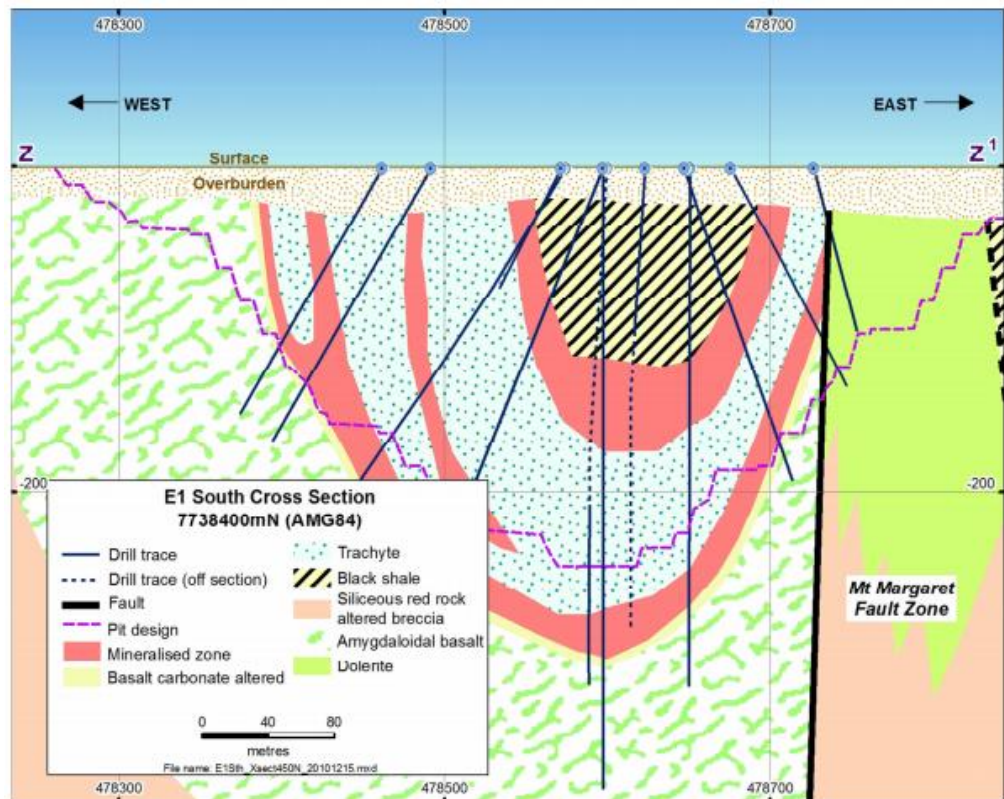 478300 478500 478700
WEST EAST
Z Z1
Surface
Overburden
-200 -200
E1 South Cross Section
7738400mN (AMG84)
Drill trace
Drill trace (off section)
Fault
Pit design
Mineralised zone
Basalt carbonate altered
Trachyte
Black shale
Siliceous red rock
altered breccia
Amygdaloidal basalt
Dolerite
0 40 80
metres
File name: E1Sth_Xsect450N_20101215.mxd
Mt Margaret
Fault Zone
478300 478500 478700